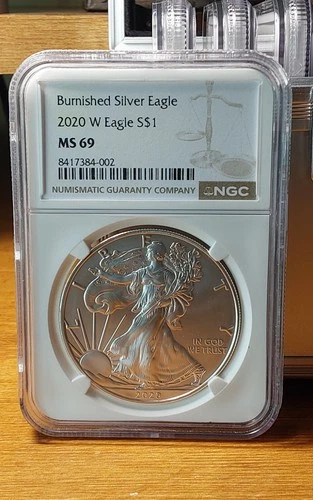 Burnished Silver Eagle
2020 W Eagle S$1
MS 69
8417384-002
NUMISMATIC GUARANTY COMPANY NGC
LIBERTY
IN GOD
WE TRUST
2020